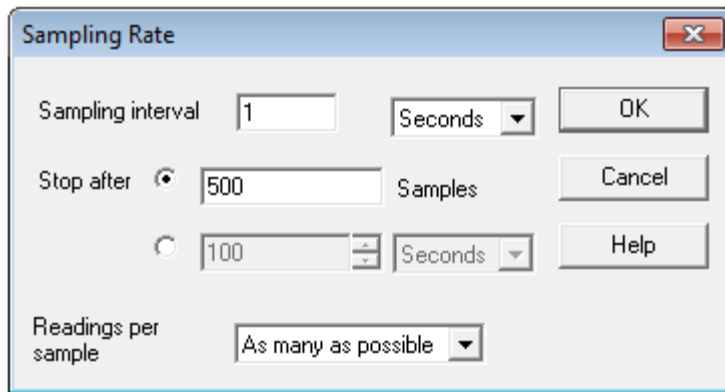 Sampling Rate
Sampling interval 1 Seconds OK
Stop after 500 Samples Cancel
100 Seconds Help
Readings per
sample As many as possible